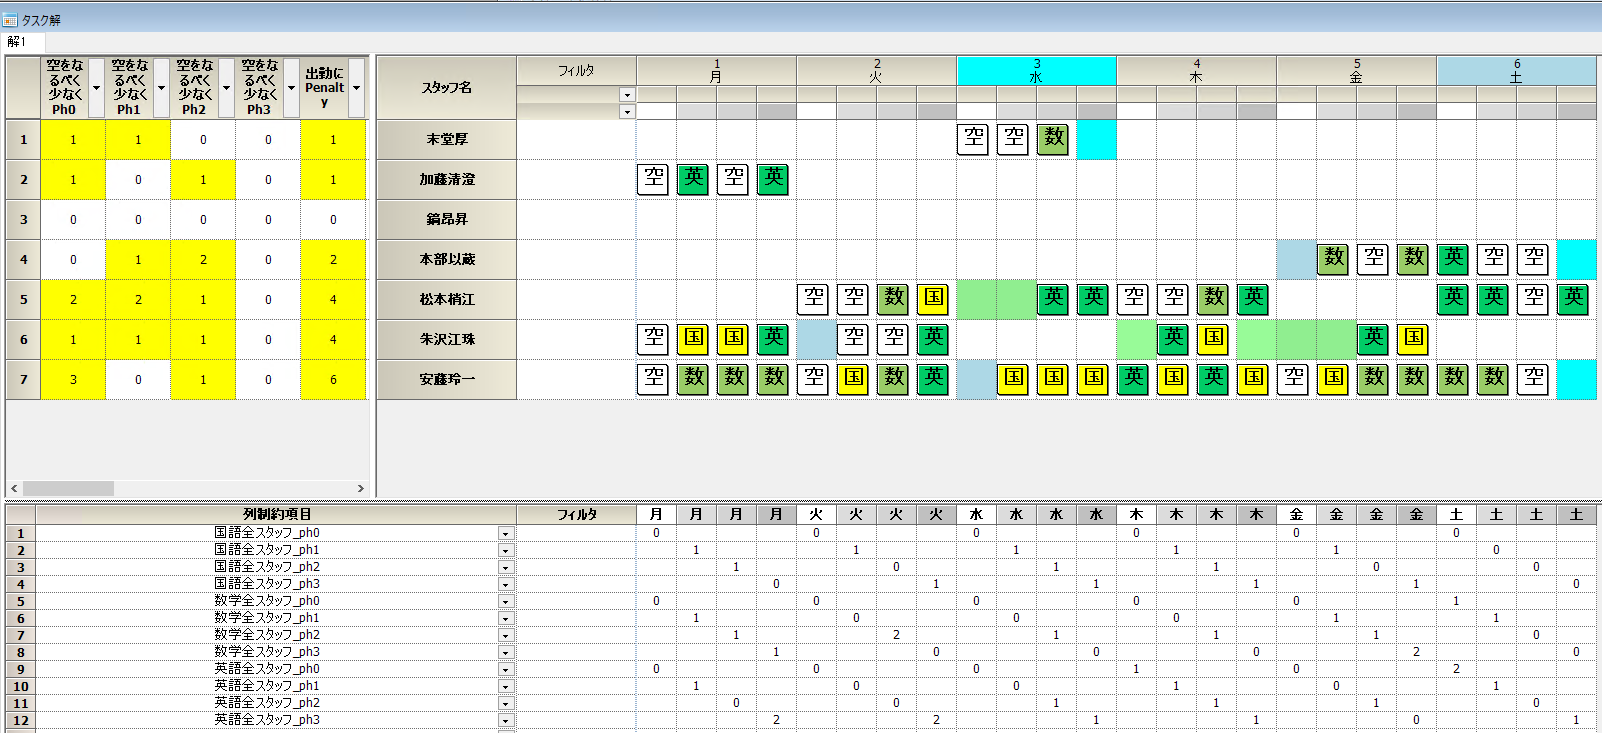 タスク解
解1
空をなるべく少なく Ph0 空をなるべく少なく Ph1 空をなるべく少なく Ph2 空をなるべく少なく Ph3 出勤に Penalty スタッフ名 フィルタ 1 月 2 火 3 水 4 木 5 金 6 土
1 1 1 0 0 1 末堂厚 空 空 数
2 1 0 1 0 1 加藤清澄 空 英 空 英
3 0 0 0 0 0 鎬昂昇
4 0 1 2 0 2 本部以蔵 数 空 数 英 空 空
5 2 2 1 0 4 松本梢江 空 空 数 国 英 英 空 空 数 英 英 英 空 英
6 1 1 1 0 4 朱沢江珠 空 国 国 英 空 空 英 英 国 英 国
7 3 0 1 0 6 安藤玲一 空 数 数 数 空 国 数 英 国 国 国 英 国 英 国 空 国 数 数 数 数 空
列制約項目 フィルタ 月 月 月 月 火 火 火 火 水 水 水 水 木 木 木 木 金 金 金 金 土 土 土 土
1 国語全スタッフ_ph0 0 0 0 0 0 0
2 国語全スタッフ_ph1 1 1 1 1 1 0
3 国語全スタッフ_ph2 1 0 1 1 0 0
4 国語全スタッフ_ph3 0 1 1 1 1 0
5 数学全スタッフ_ph0 0 0 0 0 0 1
6 数学全スタッフ_ph1 1 0 0 0 1 1
7 数学全スタッフ_ph2 1 2 1 1 1 0
8 数学全スタッフ_ph3 1 0 0 0 2 0
9 英語全スタッフ_ph0 0 0 0 1 0 2
10 英語全スタッフ_ph1 1 0 0 1 0 1
11 英語全スタッフ_ph2 0 0 1 1 1 0
12 英語全スタッフ_ph3 2 2 1 1 0 1